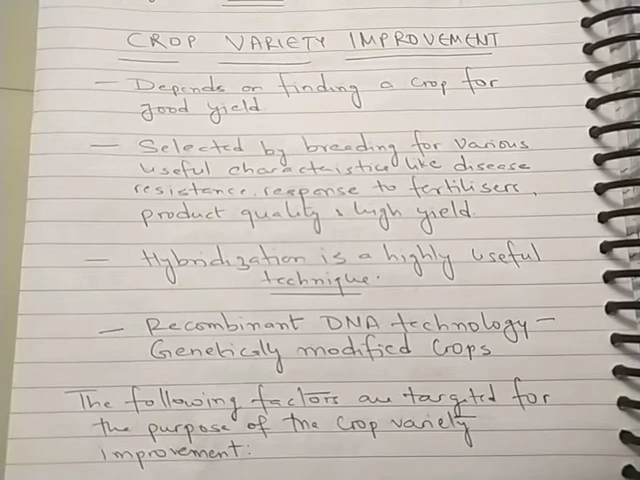 CROP VARIETY IMPROVEMENT
— Depends on finding a crop for
good yield
— Selected by breading for various
useful characteristics like disease
resistance, response to fertilisers,
product quality & high yield.
— Hybridization is a highly useful
technique.
— Recombinant DNA technology —
Genetically modified Crops
The following factors are targeted for
the purpose of the Crop variety
improvement: